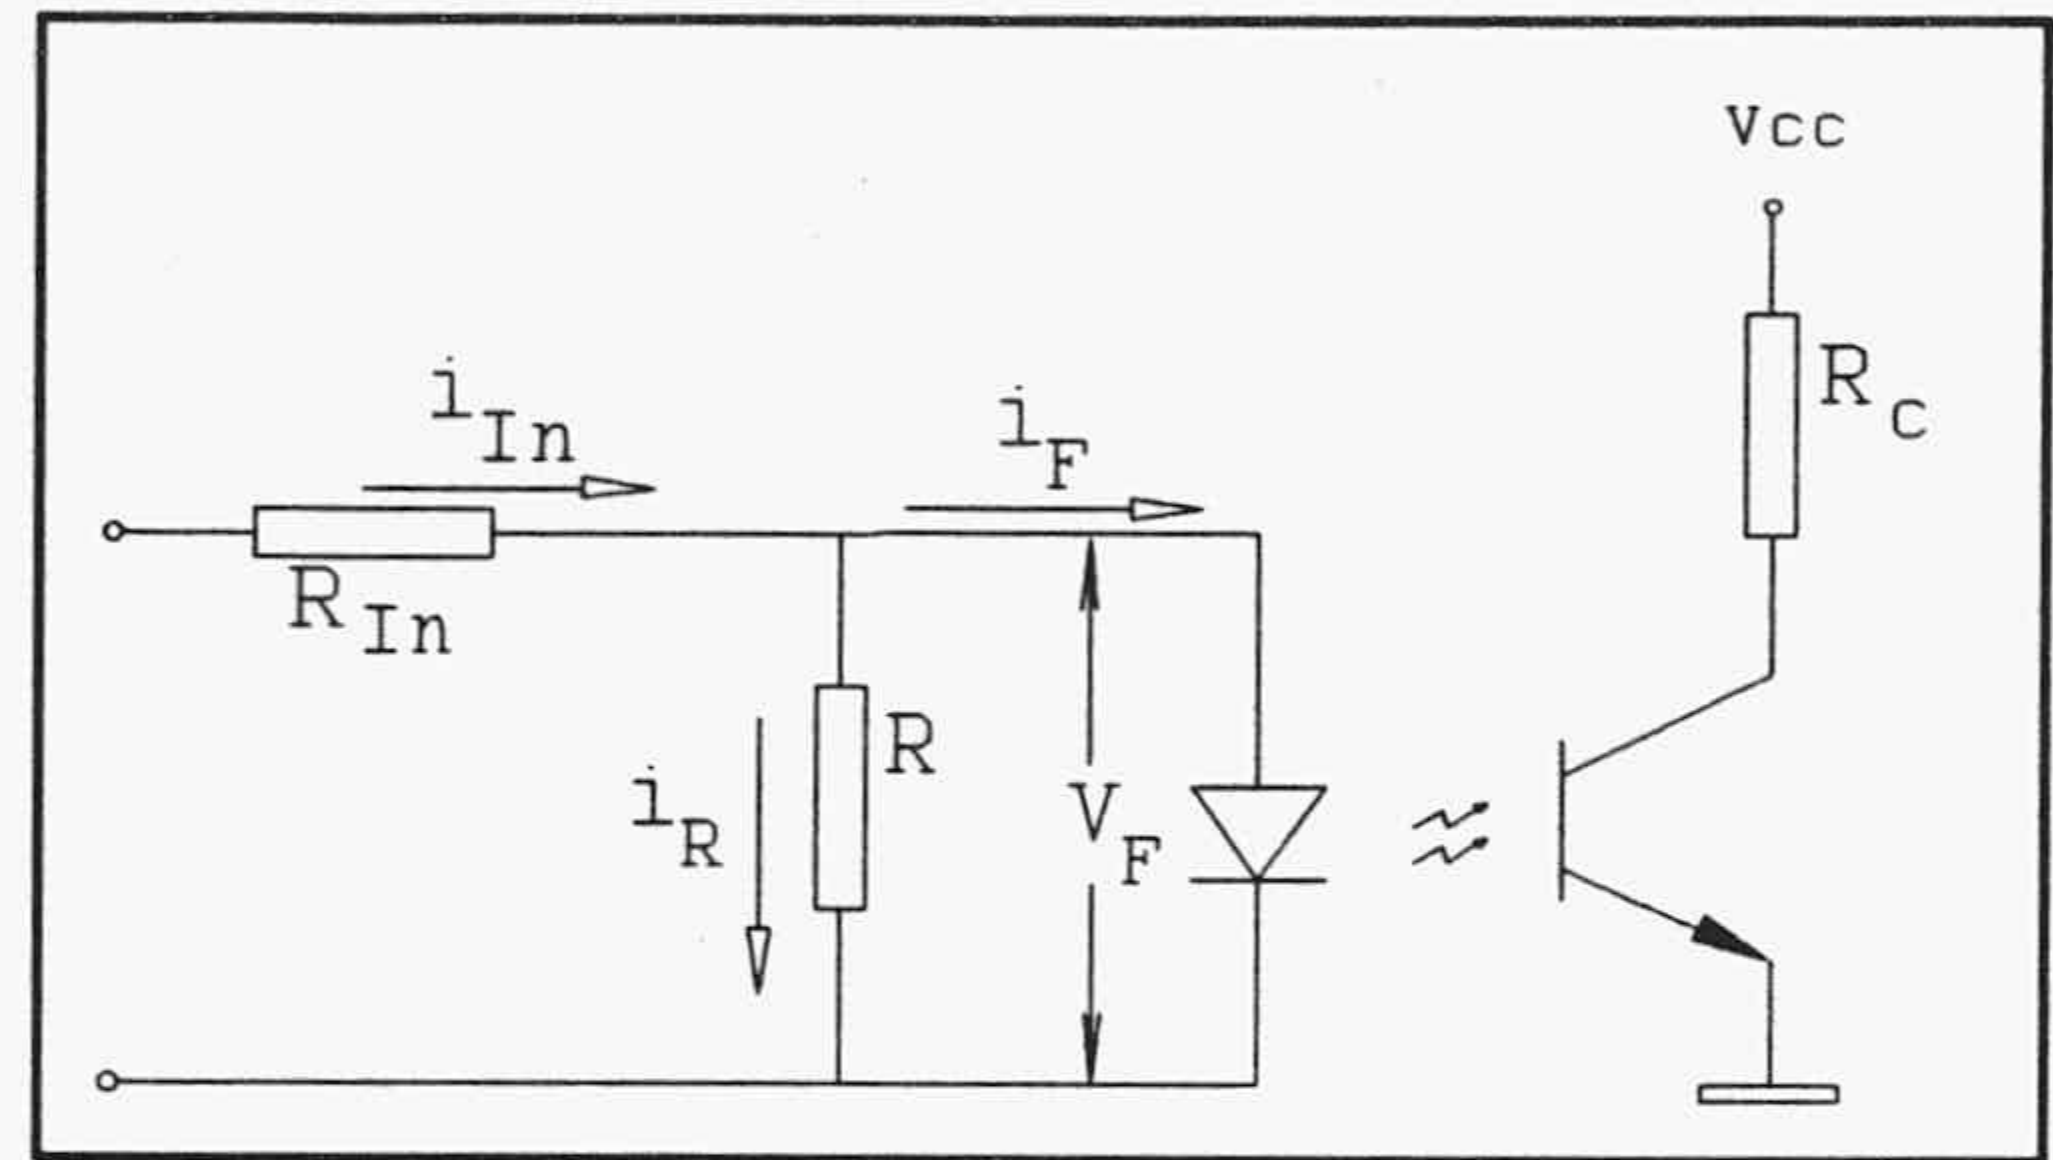 Vcc
R_C
i_In
i_F
R_In
i_R
R
V_F